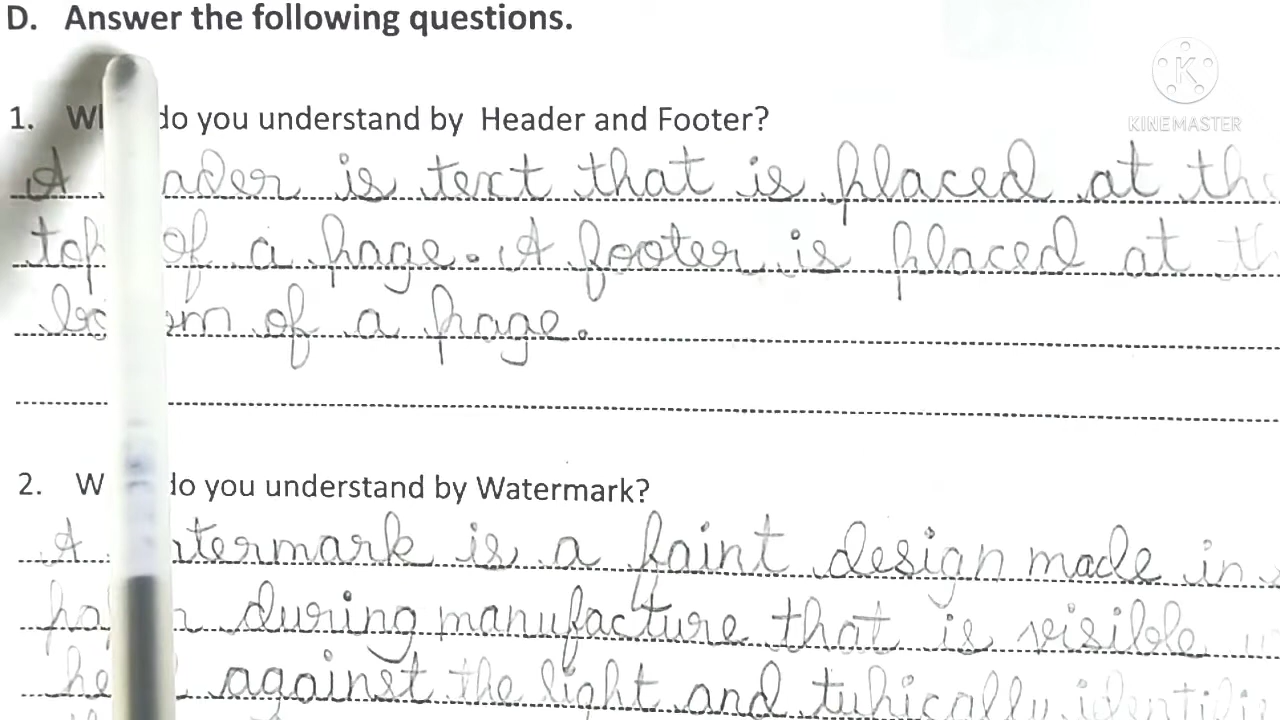 D. Answer the following questions.
KINEMASTER
1. do you understand by Header and Footer?
A is text that is placed at
top of a page. A footer is placed at
of a page.
2. do you understand by Watermark?
A is a faint design made in
during manufacture that is visible
against the light and